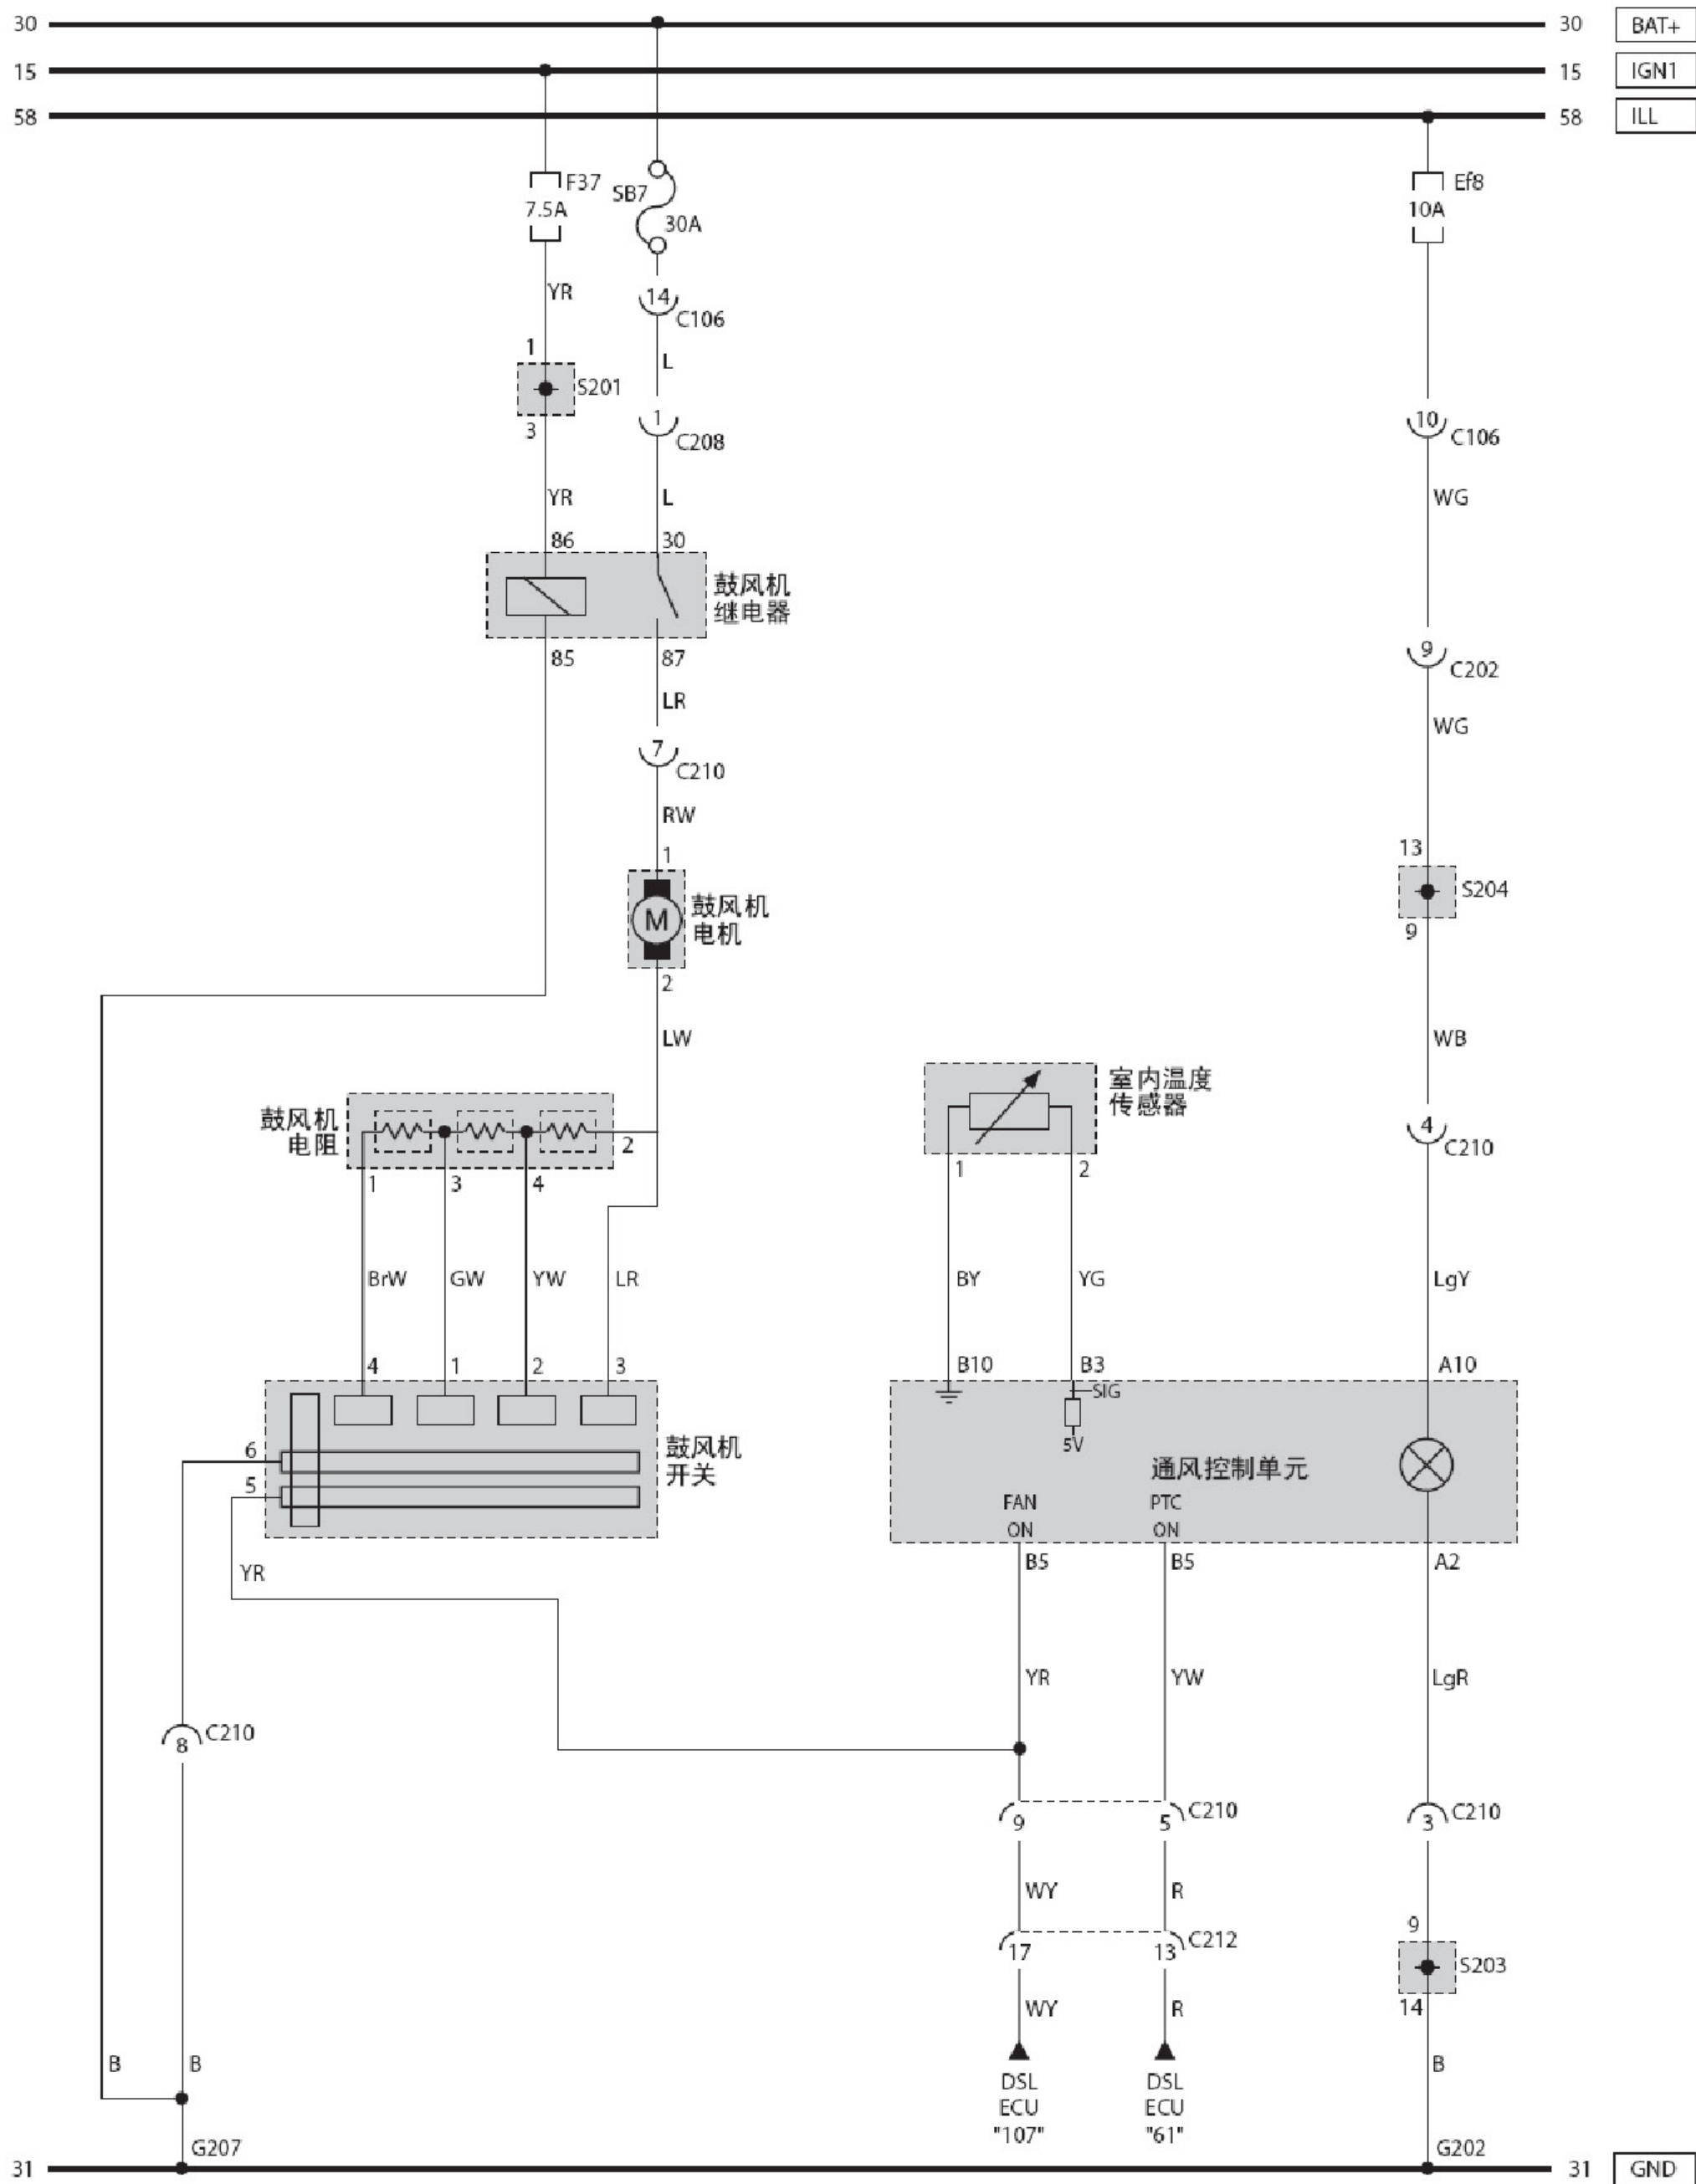 30
30
BAT+
15
15
IGN1
58
58
ILL
F37
7.5A
SB7
30A
Ef8
10A
YR
14
C106
L
1
S201
3
1
C208
10
C106
YR
L
WG
86
30
鼓风机
继电器
85
87
9
C202
LR
WG
7
C210
RW
1
M
鼓风机
电机
2
13
S204
9
LW
WB
鼓风机
电阻
2
1
3
4
室内温度
传感器
1
2
4
C210
BrW
GW
YW
LR
BY
YG
LgY
4
1
2
3
B10
B3
A10
SIG
5V
6
5
鼓风机
开关
通风控制单元
FAN
ON
PTC
ON
B5
B5
A2
YR
YR
YW
LgR
C210
8
9
5
C210
3
C210
WY
R
17
13
C212
9
S203
14
WY
R
B
B
B
DSL
ECU
"107"
DSL
ECU
"61"
G207
G202
31
31
GND